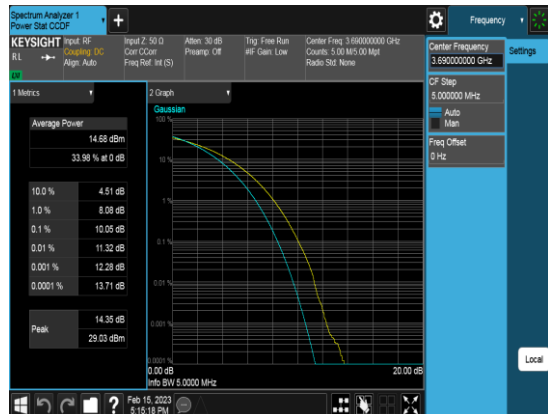 Spectrum Analyzer 1
Power Stat CCDF
+
Frequency
KEYSIGHT
RL
Input: RF
Coupling: DC
Align: Auto
Input Z: 50 Ω
Corr CCorr
Freq Ref: Int (S)
Atten: 30 dB
Preamp: Off
Trig: Free Run
#IF Gain: Low
Center Freq: 3.690000000 GHz
Counts: 5.00 M/5.00 Mpt
Radio Std: None
Center Frequency
3.690000000 GHz
Settings
CF Step
5.000000 MHz
Auto
Man
Freq Offset
0 Hz
Local
1 Metrics
Average Power
14.68 dBm
33.98 % at 0 dB
10.0 % 4.51 dB
1.0 % 8.08 dB
0.1 % 10.05 dB
0.01 % 11.32 dB
0.001 % 12.28 dB
0.0001 % 13.71 dB
Peak
14.35 dB
29.03 dBm
2 Graph
Gaussian
100 %
10 %
1 %
0.1 %
0.01 %
0.001 %
0.0001 %
0.00 dB 20.00 dB
Info BW 5.0000 MHz
?
Feb 15, 2023
5:15:18 PM